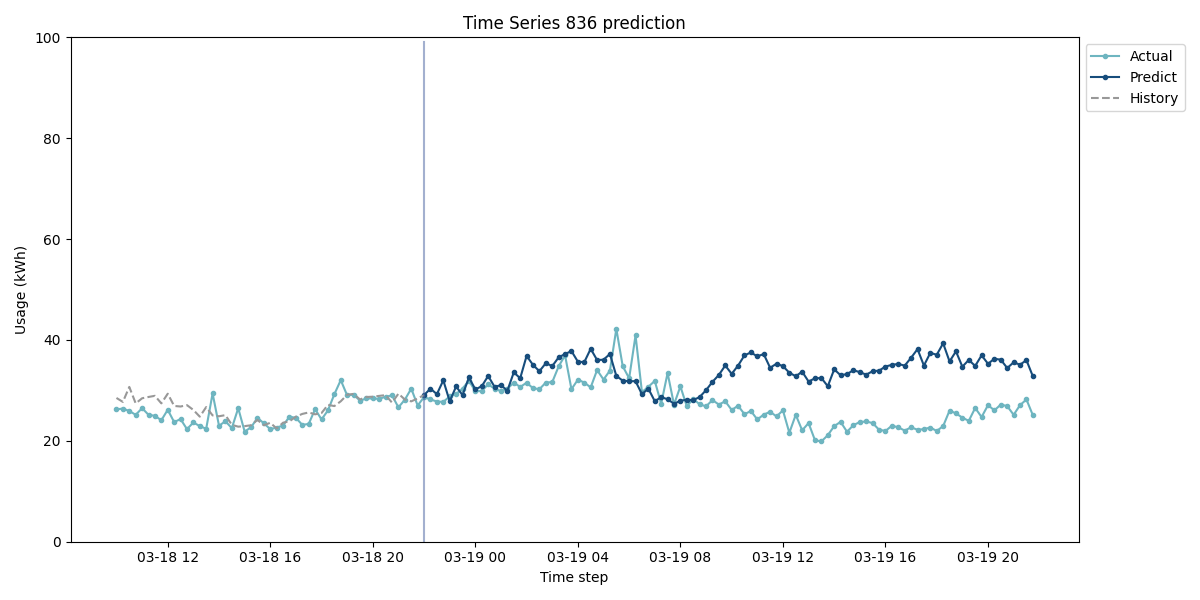 Time Series 836 prediction
Actual
Predict
History
Usage (kWh)
100
80
60
40
20
0
03-18 12 03-18 16 03-18 20 03-19 00 03-19 04 03-19 08 03-19 12 03-19 16 03-19 20
Time step